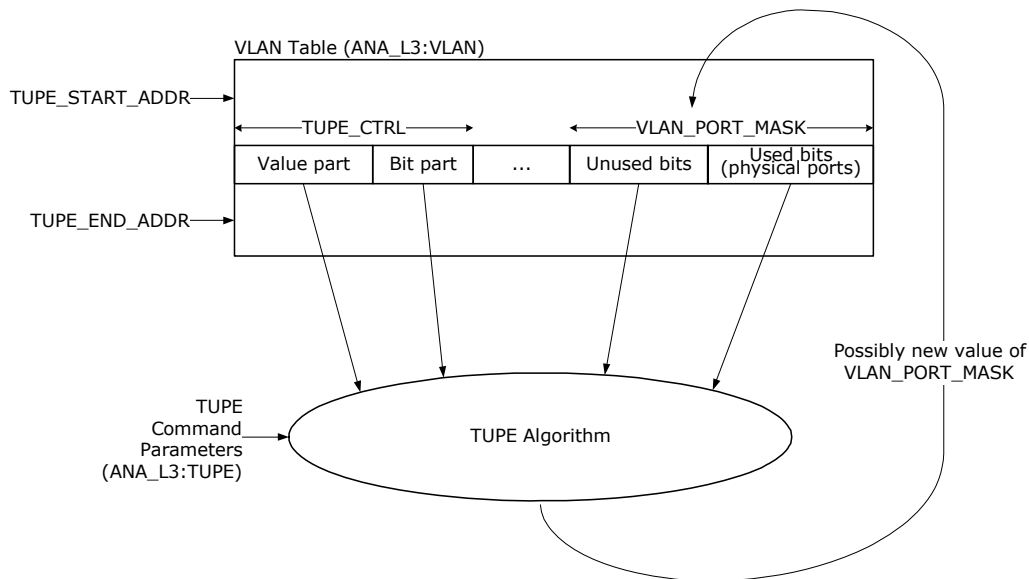 VLAN Table (ANA_L3:VLAN)
TUPE_START_ADDR
TUPE_CTRL
VLAN_PORT_MASK
Value part
Bit part
...
Unused bits
Used bits
(physical ports)
TUPE_END_ADDR
Possibly new value of
VLAN_PORT_MASK
TUPE
Command
Parameters
(ANA_L3:TUPE)
TUPE Algorithm